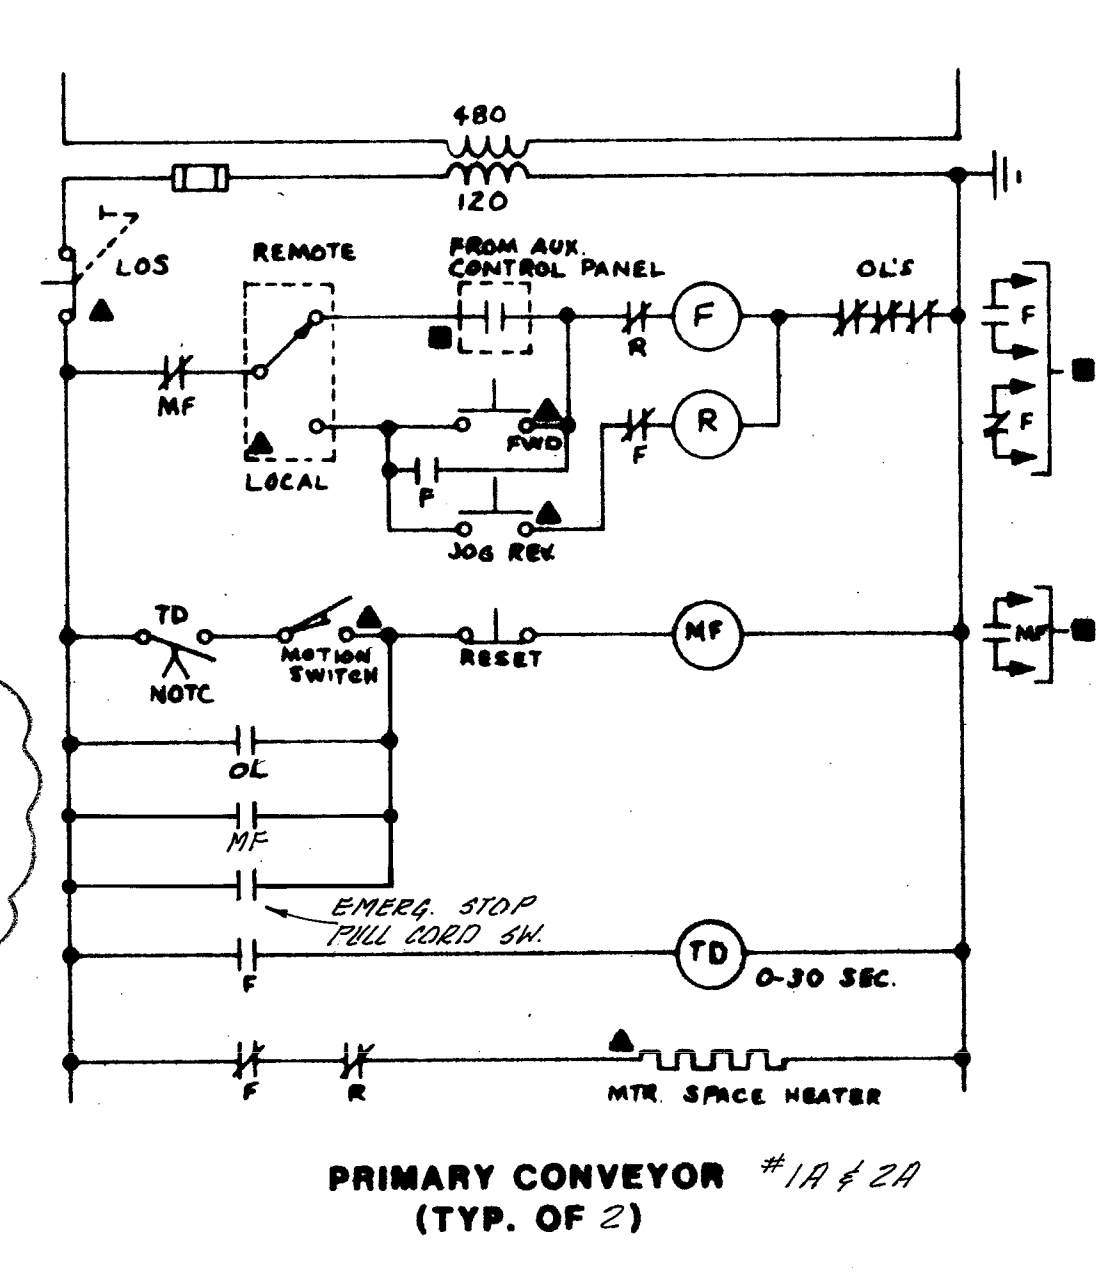 480
120
LOS
REMOTE
FROM AUX.
CONTROL PANEL
OL'S
F
R
F
MF
FWD
R
F
F
LOCAL
F
JOG REV.
TD
NOTC
MOTION
SWITCH
RESET
MF
MF
OL
MF
EMERG. STOP
PULL CORD SW.
F
TD
0-30 SEC.
F
R
MTR. SPACE HEATER
PRIMARY CONVEYOR #1A & 2A
(TYP. OF 2)